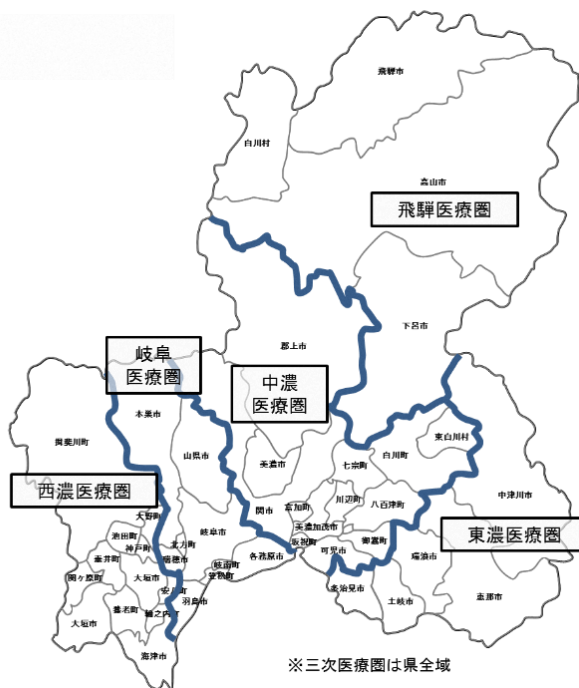 飛騨市
白川村
高山市
飛騨医療圏
下呂市
郡上市
岐阜
医療圏
中濃
医療圏
本巣市
東白川村
揖斐川町
山県市
美濃市
七宗町
白川町
中津川市
西濃医療圏
関市
富加町
川辺町
八百津町
大野町
岐阜市
美濃加茂市
東濃医療圏
池田町
神戸町
北方町
坂祝町
御嵩町
瑞浪市
垂井町
瑞穂市
各務原市
可児市
関ケ原町
大垣市
岐南町
笠松町
安八町
羽島市
多治見市
恵那市
養老町
輪之内町
土岐市
大垣市
海津市
※三次医療圏は県全域